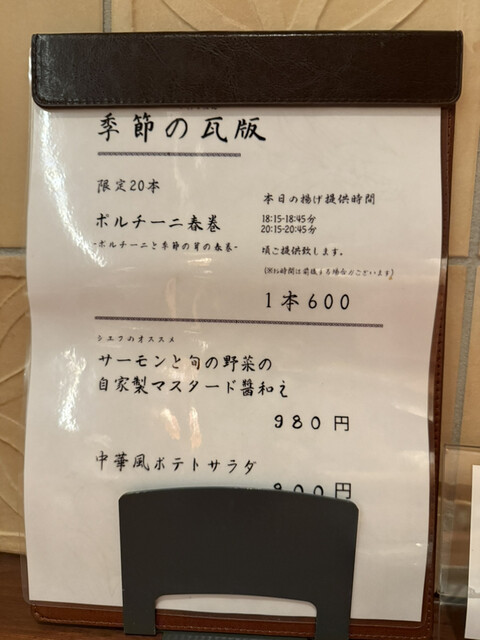 季節の瓦版
限定20本
本日の揚げ提供時間
ポルチーニ春巻
18:15-18:45分
20:15-20:45分
-ポルチーニと季節の茸の春巻-
頃ご提供致します。
(※お時間は前後する場合がございます)
1本600
シェフのオススメ
サーモンと旬の野菜の
自家製マスタード醬和え
980円
中華風ポテトサラダ
00円